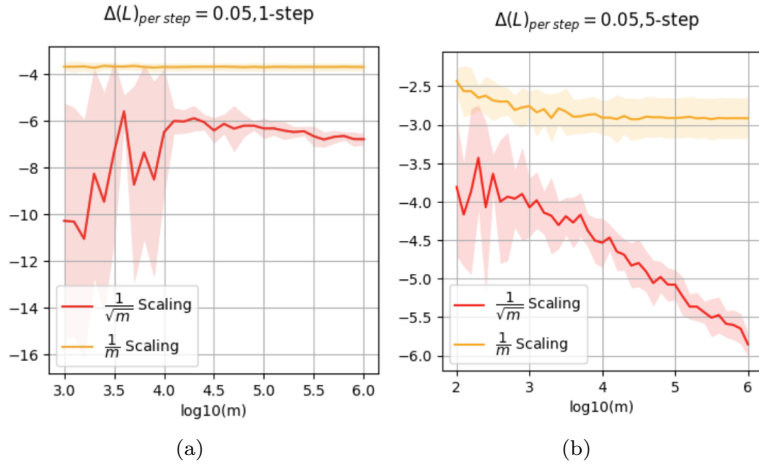 Δ(L)per step = 0.05,1-step
−4
−6
−8
−10
−12
−14
−16
1/√m Scaling
1/m Scaling
3.0 3.5 4.0 4.5 5.0 5.5 6.0
log10(m)
(a)
Δ(L)per step = 0.05,5-step
−2.5
−3.0
−3.5
−4.0
−4.5
−5.0
−5.5
−6.0
1/√m Scaling
1/m Scaling
2 3 4 5 6
log10(m)
(b)